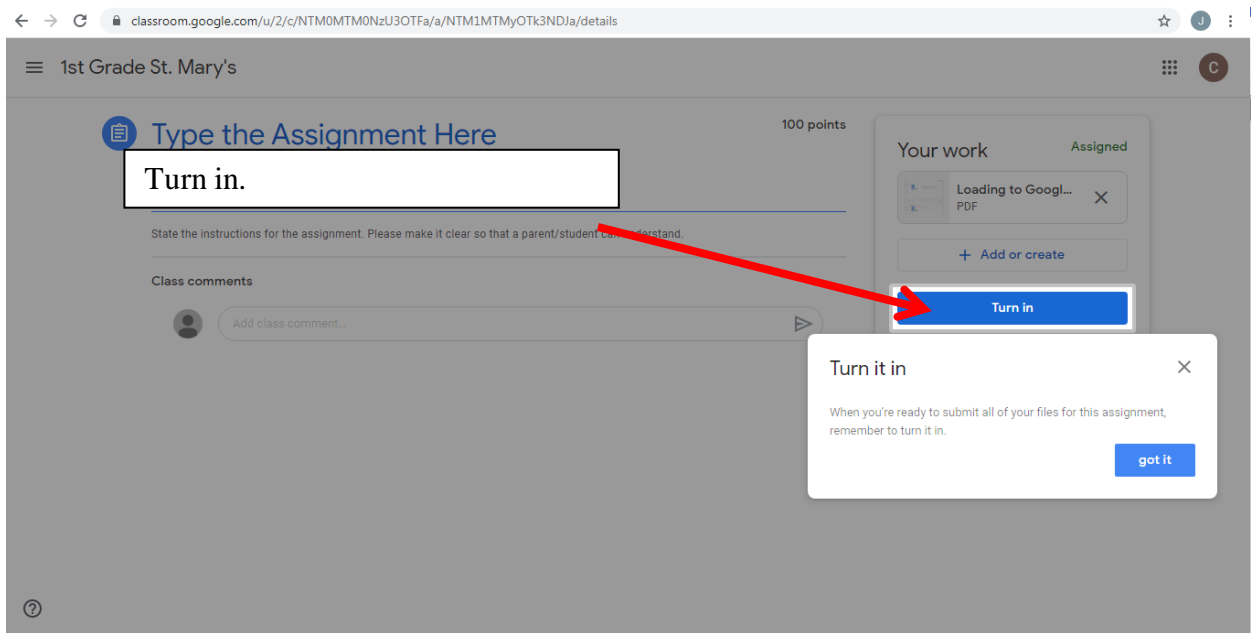 classroom.google.com/u/2/c/NTM0MTM0NzU3OTFa/a/NTM1MTMyOTk3NDJa/details
J
1st Grade St. Mary's
C
Type the Assignment Here
100 points
Turn in.
State the instructions for the assignment. Please make it clear so that a parent/student can understand.
Class comments
Add class comment...
Your work
Assigned
Loading to Googl...
PDF
+ Add or create
Turn in
Turn it in
When you're ready to submit all of your files for this assignment,
remember to turn it in.
got it